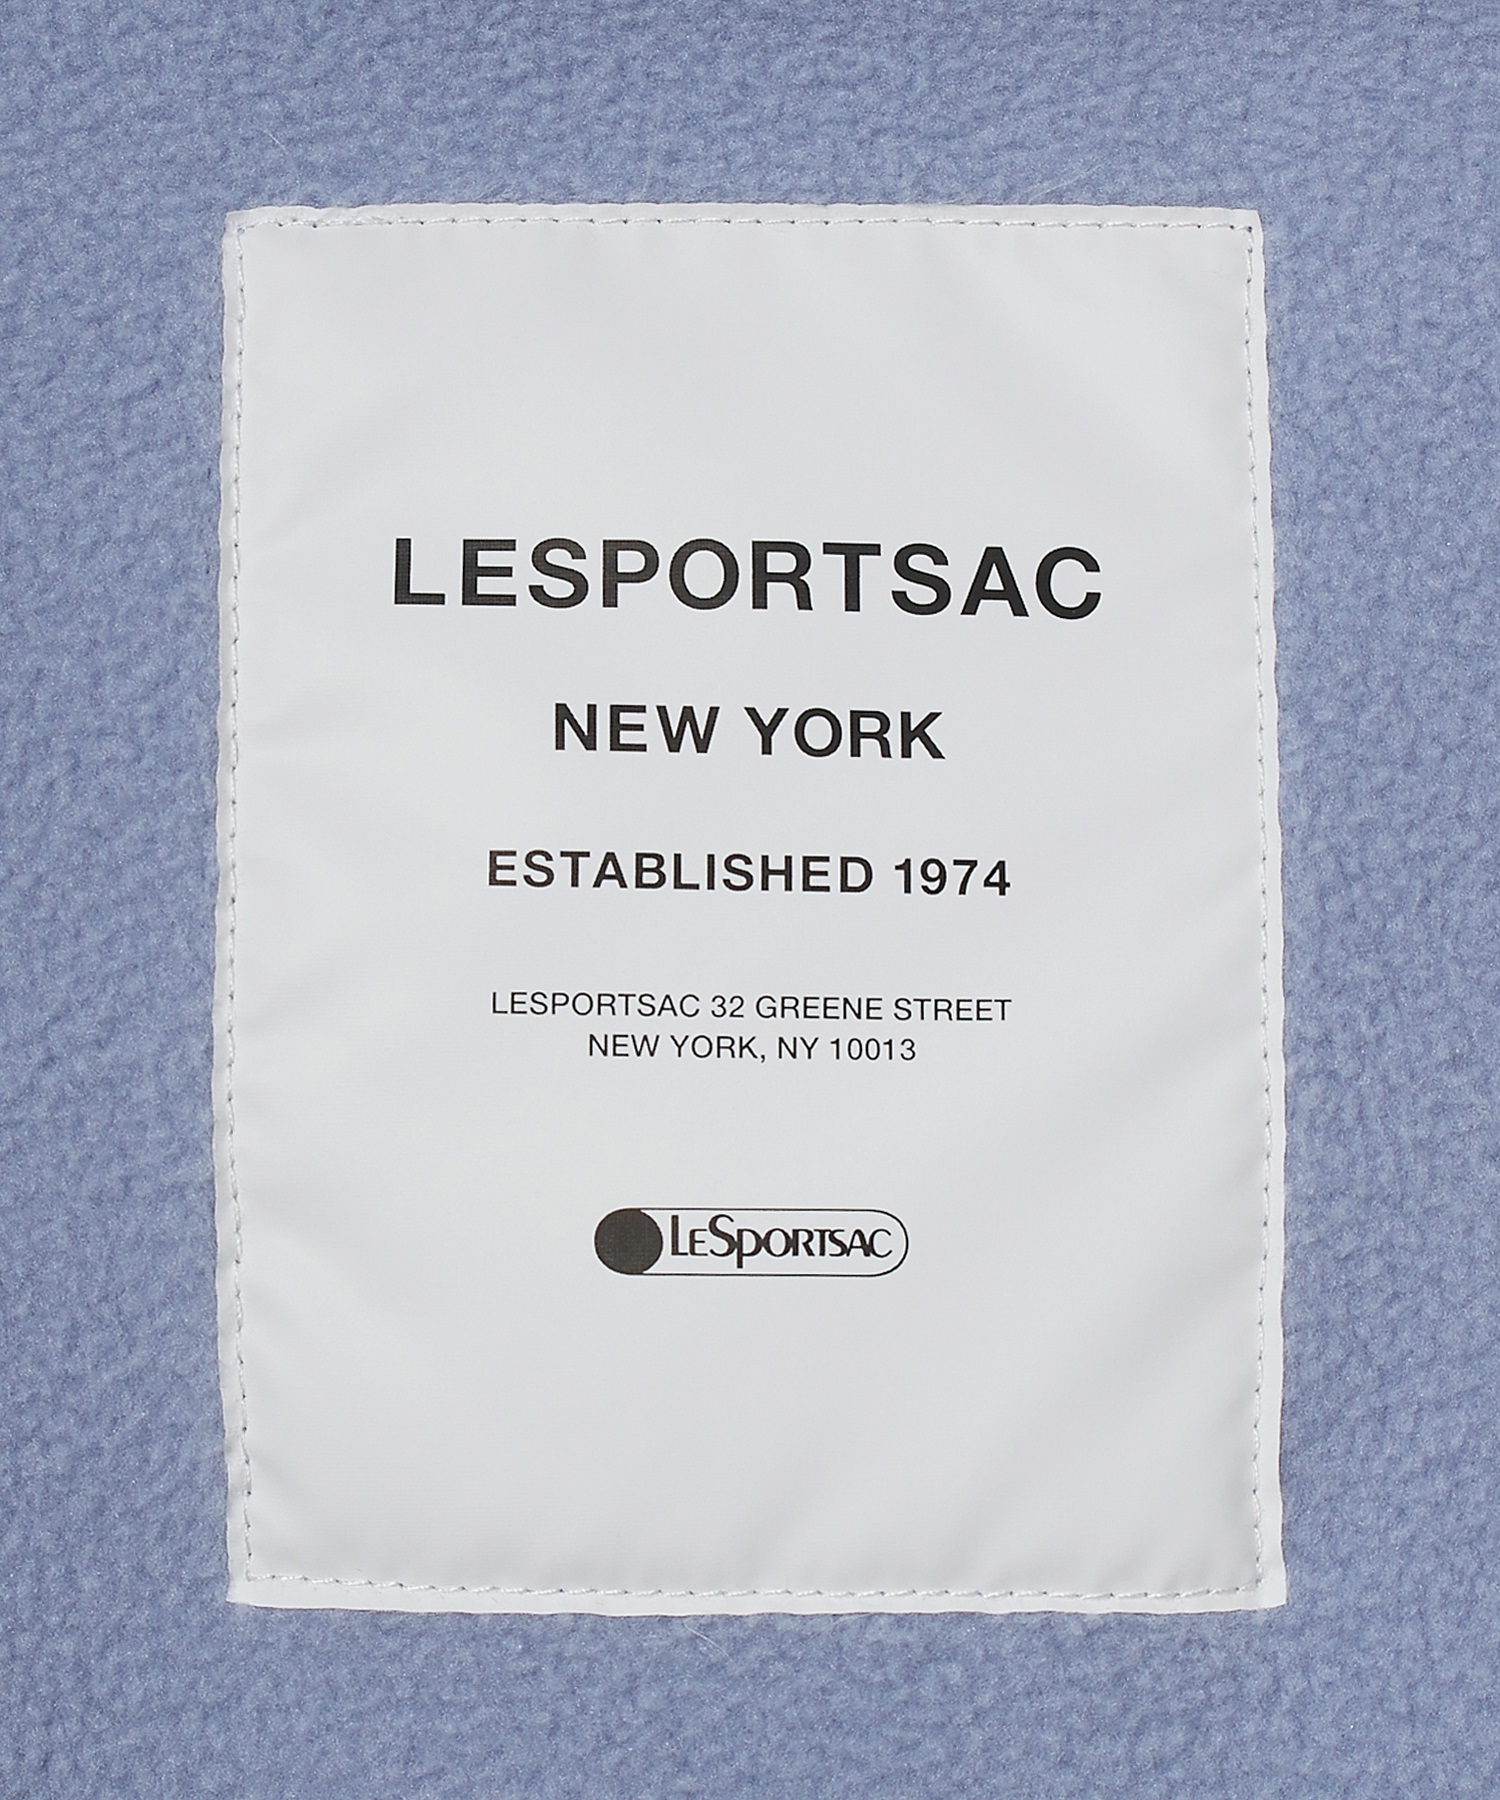 LESPORTSAC
NEW YORK
ESTABLISHED 1974
LESPORTSAC 32 GREENE STREET
NEW YORK, NY 10013
LESPORTSAC